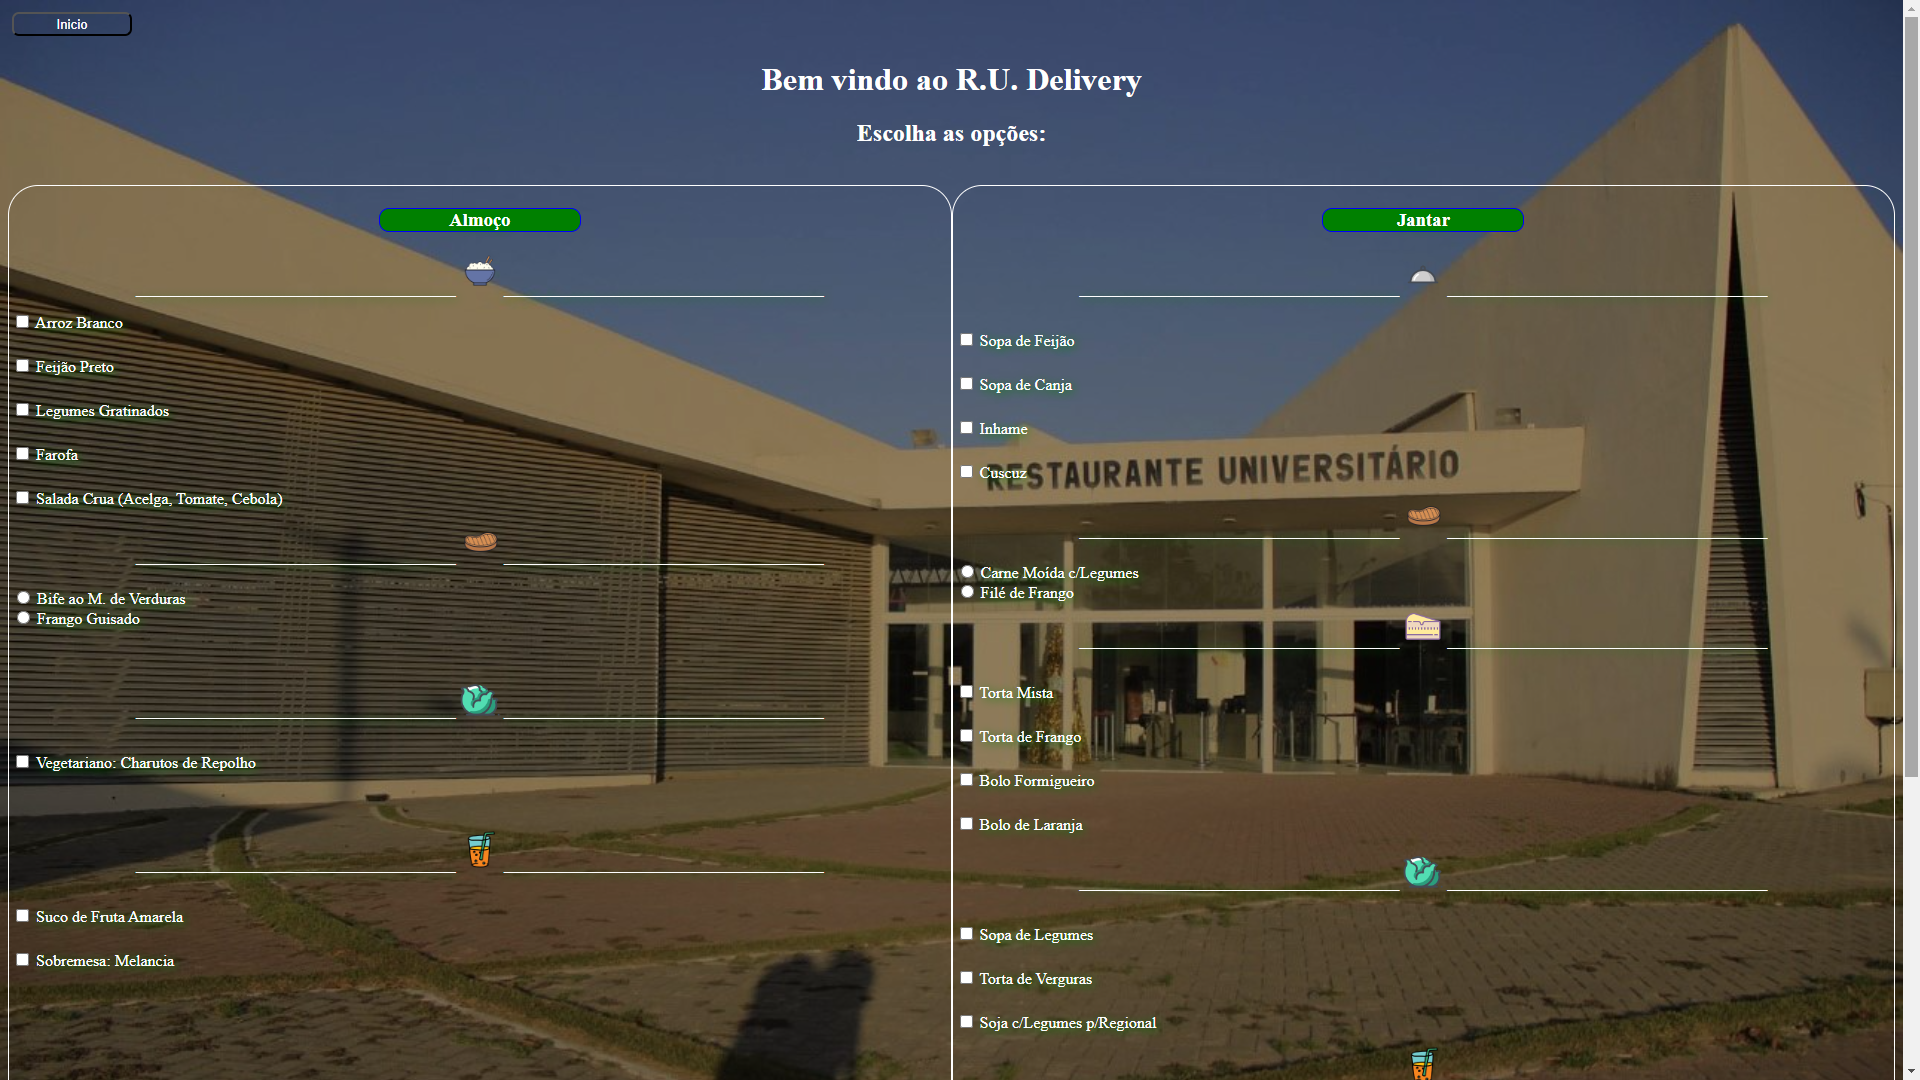 Inicio
Bem vindo ao R.U. Delivery
Escolha as opções:
Almoço
Arroz Branco
Feijão Preto
Legumes Gratinados
Farofa
Salada Crua (Acelga, Tomate, Cebola)
Bife ao M. de Verduras
Frango Guisado
Vegetariano: Charutos de Repolho
Suco de Fruta Amarela
Sobremesa: Melancia
Jantar
Sopa de Feijão
Sopa de Canja
Inhame
Cuscuz
RESTAURANTE UNIVERSITÁRIO
Carne Moída c/Legumes
Filé de Frango
Torta Mista
Torta de Frango
Bolo Formigueiro
Bolo de Laranja
Sopa de Legumes
Torta de Verguras
Soja c/Legumes p/Regional